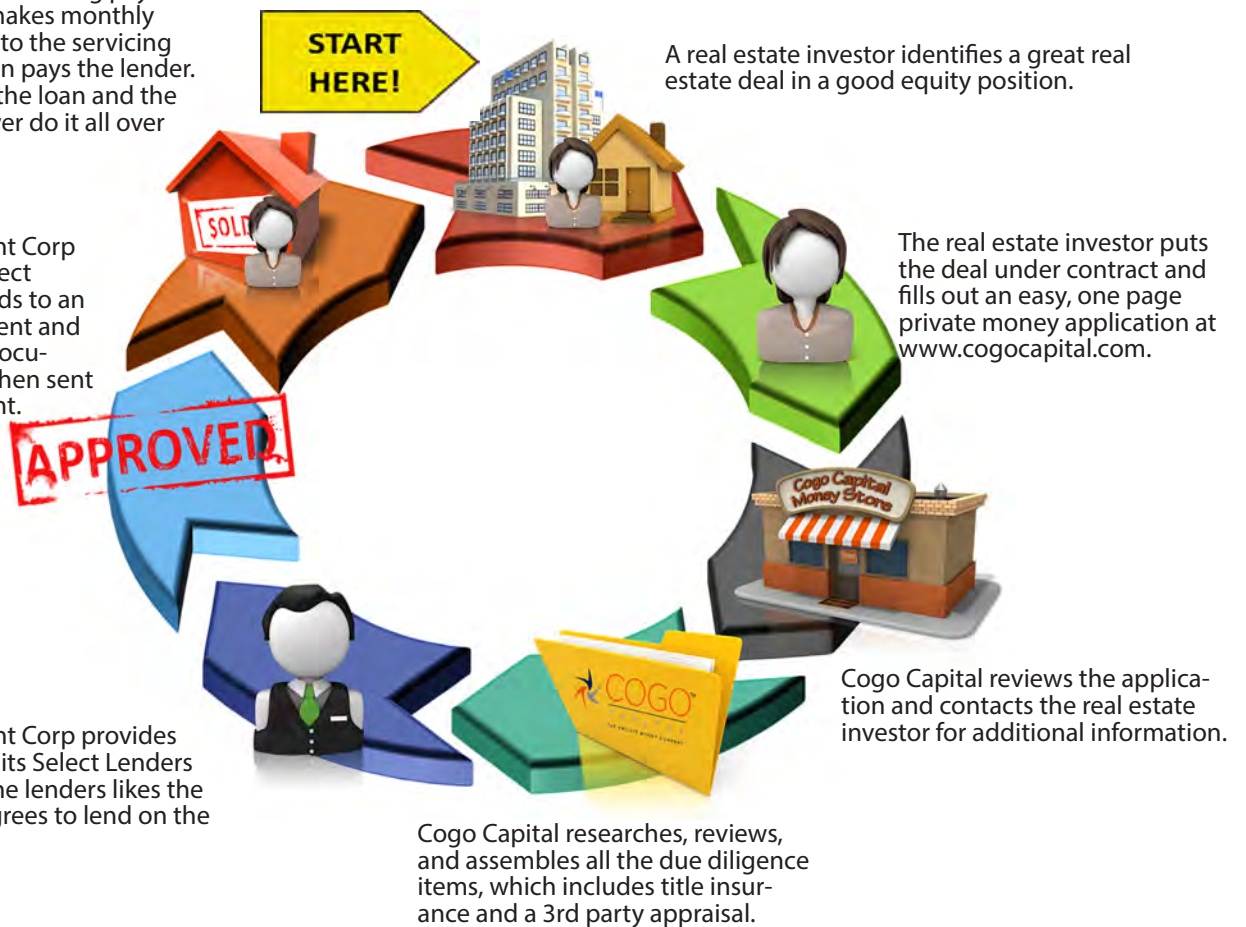 START
HERE!
A real estate investor identifies a great real
estate deal in a good equity position.
The real estate investor puts
the deal under contract and
fills out an easy, one page
private money application at
www.cogocapital.com.
Cogo Capital
Money Store
Cogo Capital reviews the applica-
tion and contacts the real estate
investor for additional information.
COGO
Cogo Capital researches, reviews,
and assembles all the due diligence
items, which includes title insur-
ance and a 3rd party appraisal.
nt Corp provides
its Select Lenders
ne lenders likes the
grees to lend on the
APPROVED
nt Corp
ect
ds to an
ent and
ocu-
hen sent
nt.
SOLD
makes monthly
to the servicing
n pays the lender.
the loan and the
wer do it all over